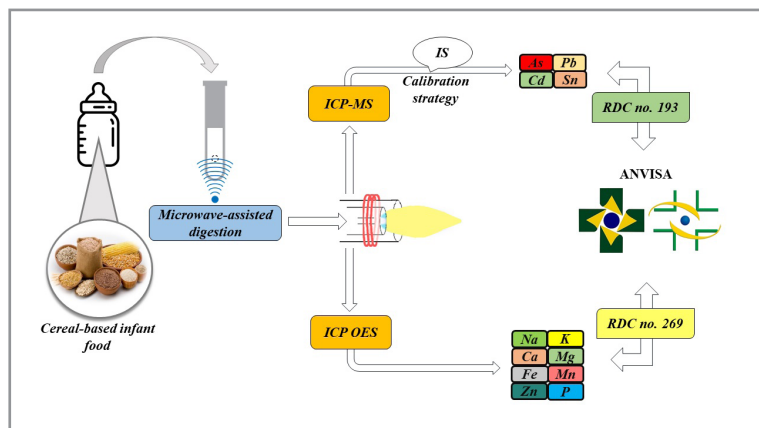 IS
Calibration
strategy
ICP-MS
As Pb
Cd Sn
RDC no. 193
ANVISA
Microwave-assisted
digestion
Cereal-based infant
food
ICP OES
Na K
Ca Mg
Fe Mn
Zn P
RDC no. 269